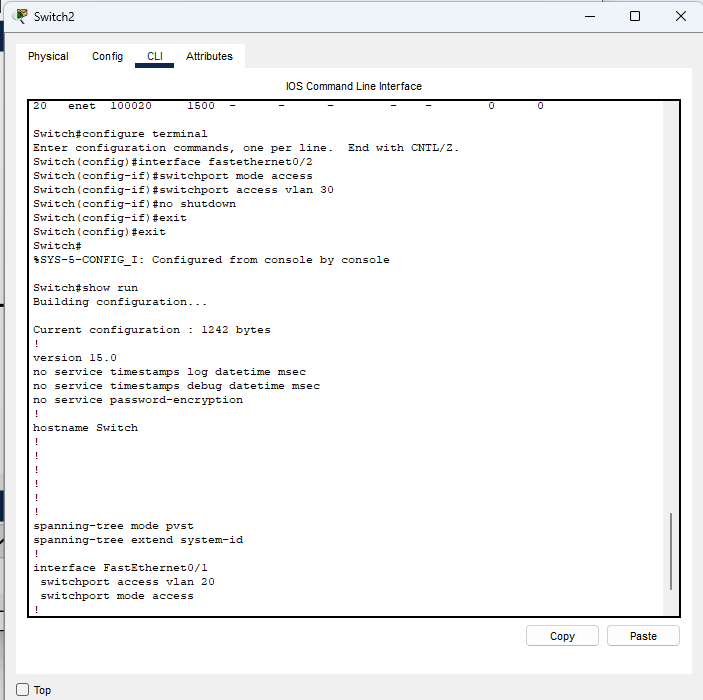 Switch2
Physical Config CLI Attributes
IOS Command Line Interface
20 enet 100020 1500 - - - - - 0 0
Switch#configure terminal
Enter configuration commands, one per line. End with CNTL/Z.
Switch(config)#interface fastethernet0/2
Switch(config-if)#switchport mode access
Switch(config-if)#switchport access vlan 30
Switch(config-if)#no shutdown
Switch(config-if)#exit
Switch(config)#exit
Switch#
%SYS-5-CONFIG_I: Configured from console by console
Switch#show run
Building configuration...
Current configuration : 1242 bytes
!
version 15.0
no service timestamps log datetime msec
no service timestamps debug datetime msec
no service password-encryption
!
hostname Switch
!
!
!
!
!
!
spanning-tree mode pvst
spanning-tree extend system-id
!
interface FastEthernet0/1
switchport access vlan 20
switchport mode access
!
Copy Paste
Top